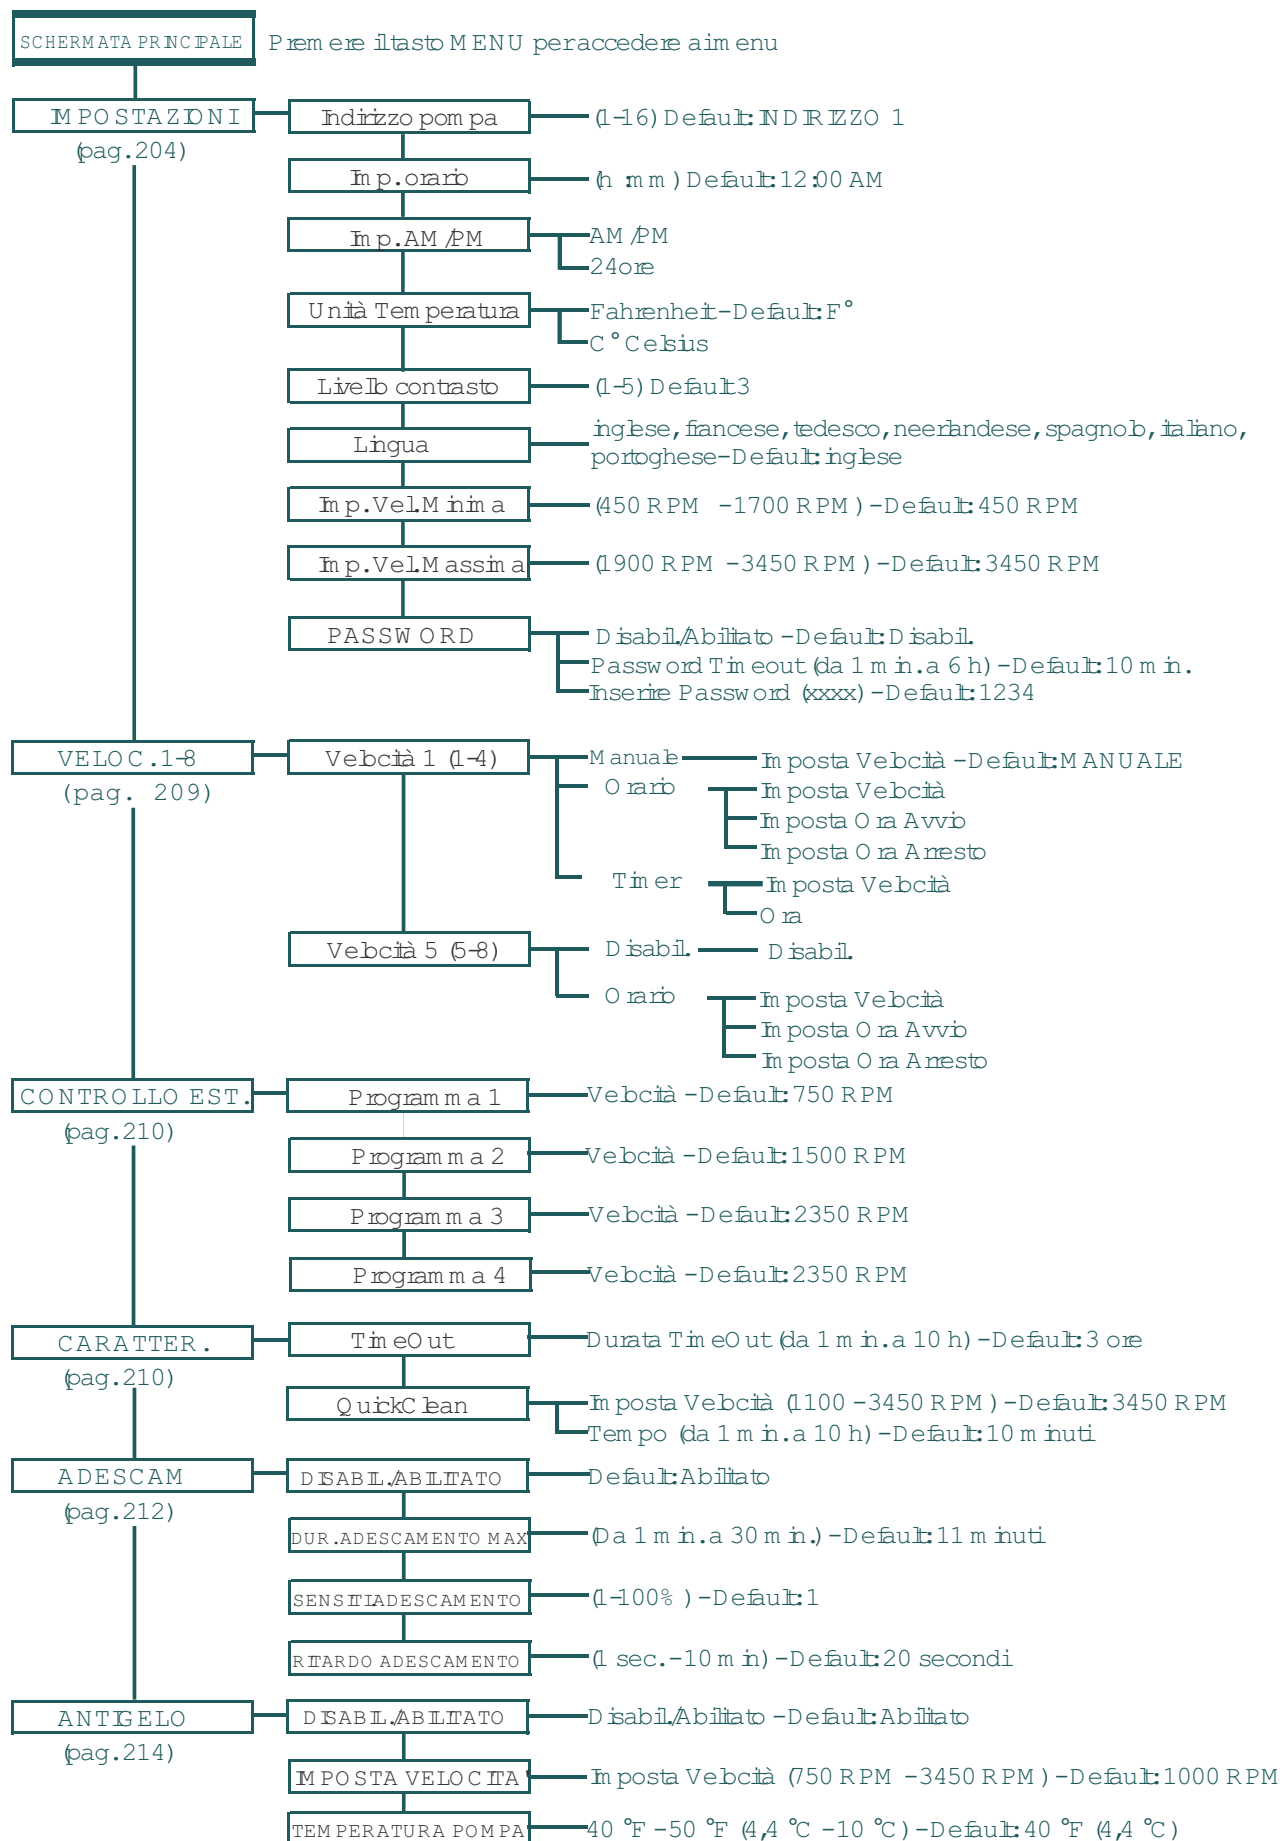 SCHERMATA PRINCIPALE Premere il tasto MENU per accedere ai menu
IMPOSTAZIONI
(pag. 204)
Indirizzo pompa (1-16) Default: INDIRIZZO 1
Imp. orario (h :mm) Default: 12:00 AM
Imp. AM/PM AM/PM
24 ore
Unità Temperatura Fahrenheit - Default: F°
C° Celsius
Livello contrasto (1-5) Default 3
Lingua inglese, francese, tedesco, neerlandese, spagnolo, italiano,
portoghese - Default: inglese
Imp. Vel. Minima (450 RPM - 1700 RPM) - Default: 450 RPM
Imp. Vel. Massima (1900 RPM - 3450 RPM) - Default: 3450 RPM
PASSWORD Disabil./Abilitato - Default: Disabil.
Password Timeout (da 1 min. a 6 h) - Default: 10 min.
Inserire Password (xxxx) - Default: 1234
VELOC. 1-8
(pag. 209)
Velocità 1 (1-4) Manuale Imposta Velocità - Default: MANUALE
Orario Imposta Velocità
Imposta Ora Avvio
Imposta Ora Arresto
Timer Imposta Velocità
Ora
Velocità 5 (5-8) Disabil. Disabil.
Orario Imposta Velocità
Imposta Ora Avvio
Imposta Ora Arresto
CONTROLLO EST.
(pag. 210)
Programma 1 Velocità - Default: 750 RPM
Programma 2 Velocità - Default: 1500 RPM
Programma 3 Velocità - Default: 2350 RPM
Programma 4 Velocità - Default: 2350 RPM
CARATTER.
(pag. 210)
TimeOut Durata TimeOut (da 1 min. a 10 h) - Default: 3 ore
QuickClean Imposta Velocità (1100 - 3450 RPM) - Default: 3450 RPM
Tempo (da 1 min. a 10 h) - Default: 10 minuti
ADESCAM
(pag. 212)
DISABIL./ABILITATO Default: Abilitato
DUR. ADESCAMENTO MAX (Da 1 min. a 30 min.) - Default: 11 minuti
SENSITI. ADESCAMENTO (1-100%) - Default: 1
RITARDO ADESCAMENTO (1 sec. - 10 min) - Default: 20 secondi
ANTIGELO
(pag. 214)
DISABIL./ABILITATO Disabil./Abilitato - Default: Abilitato
IMPOSTA VELOCITA' Imposta Velocità (750 RPM - 3450 RPM) - Default: 1000 RPM
TEMPERATURA POMPA 40 °F - 50 °F (4,4 °C - 10 °C) - Default: 40 °F (4,4 °C)